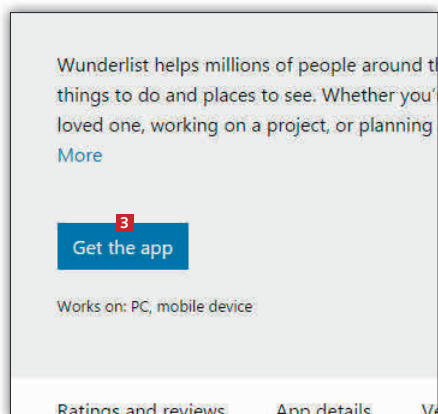 Wunderlist helps millions of people around
things to do and places to see. Whether
loved one, working on a project, or planning
More
3
Get the app
Works on: PC, mobile device
Ratings and reviews App details